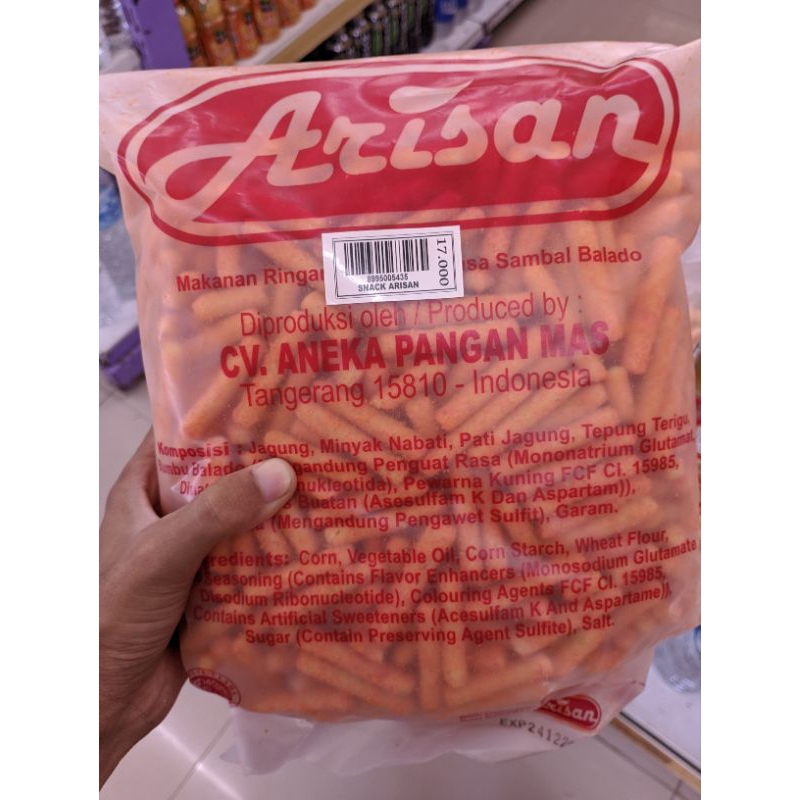 Arisan
8995005435
SNACK ARISAN
17.000
Makanan Ringan Sambal Balado
Diproduksi oleh / Produced by :
CV. ANEKA PANGAN MAS
Tangerang 15810 - Indonesia
Komposisi : Jagung, Minyak Nabati, Pati Jagung, Tepung Terigu,
Balado Penguat Rasa (Mononatrium Glutamat,
Pewarna Kuning FCF CI. 15985,
Buatan (Asesulfam K Dan Aspartam)),
(Mengandung Pengawet Sulfit), Garam.
Corn, Vegetable Oil, Corn Starch, Wheat Flour,
Seasoning (Contains Flavor Enhancers (Monosodium Glutamate
Disodium Ribonucleotide), Colouring Agents FCF CI. 15985,
Contains Artificial Sweeteners (Acesulfam K And Aspartame)),
Sugar (Contain Preserving Agent Sulfite), Salt.
Arisan